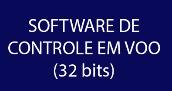 SOFTWARE DE
CONTROLE EM VOO
(32 bits)